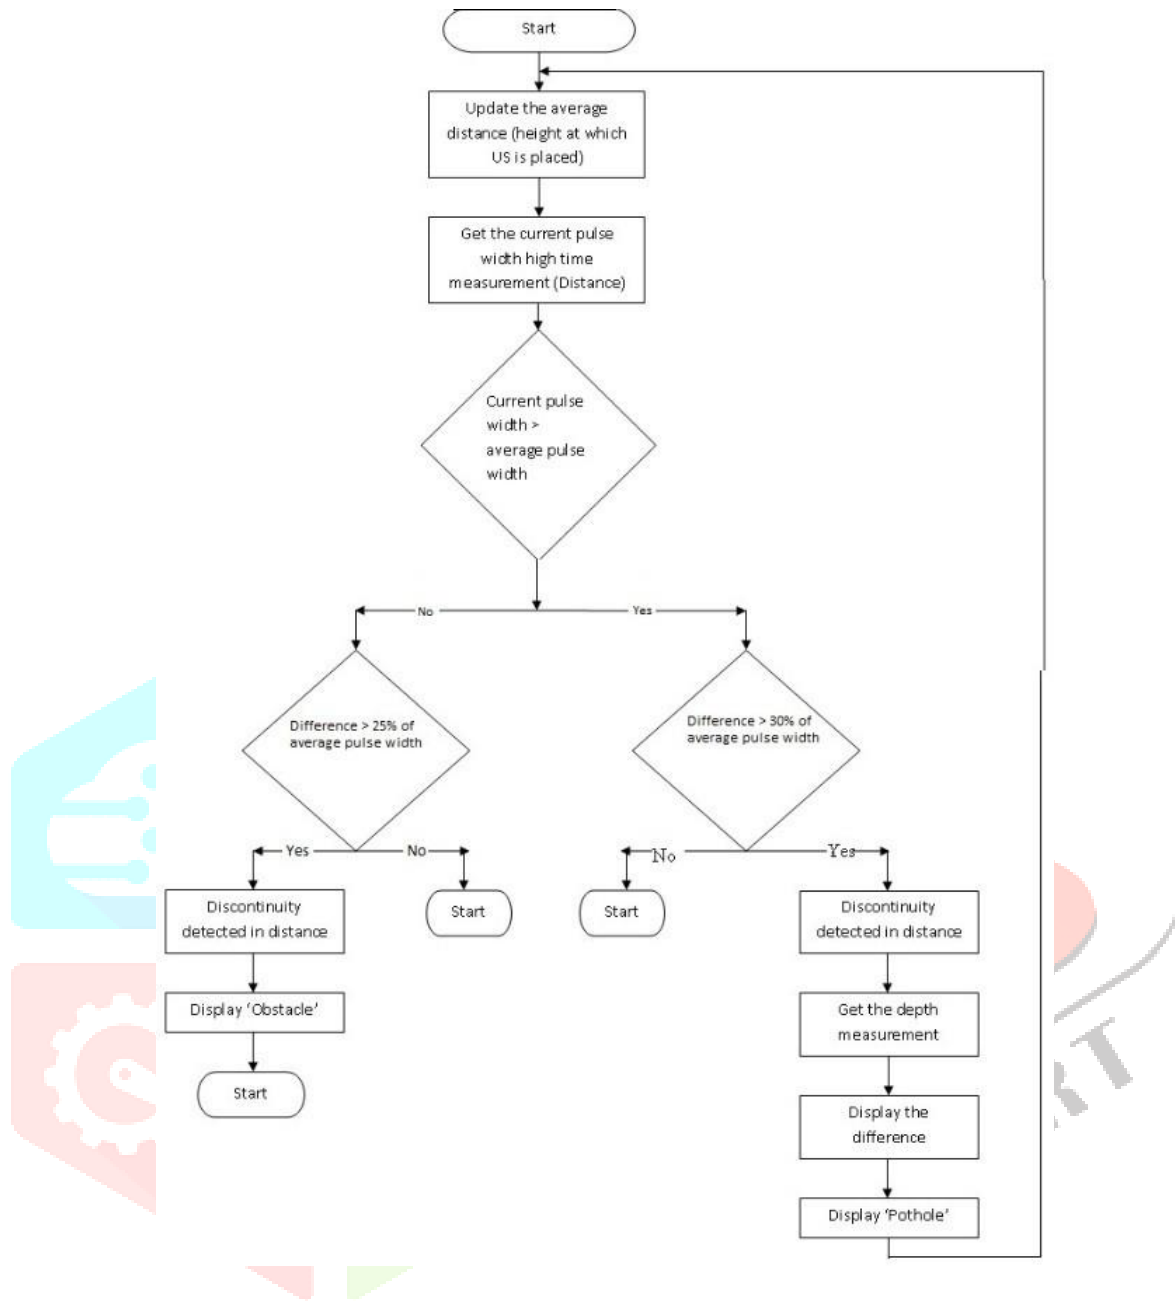 Start
Update the average
distance (height at which
US is placed)
Get the current pulse
width high time
measurement (Distance)
Current pulse
width >
average pulse
width
No
Yes
Difference > 25% of
average pulse width
Difference > 30% of
average pulse width
Yes
No
No
Yes
Discontinuity
detected in distance
Start
Start
Discontinuity
detected in distance
Display ‘Obstacle’
Get the depth
measurement
Start
Display the
difference
Display ‘Pothole’